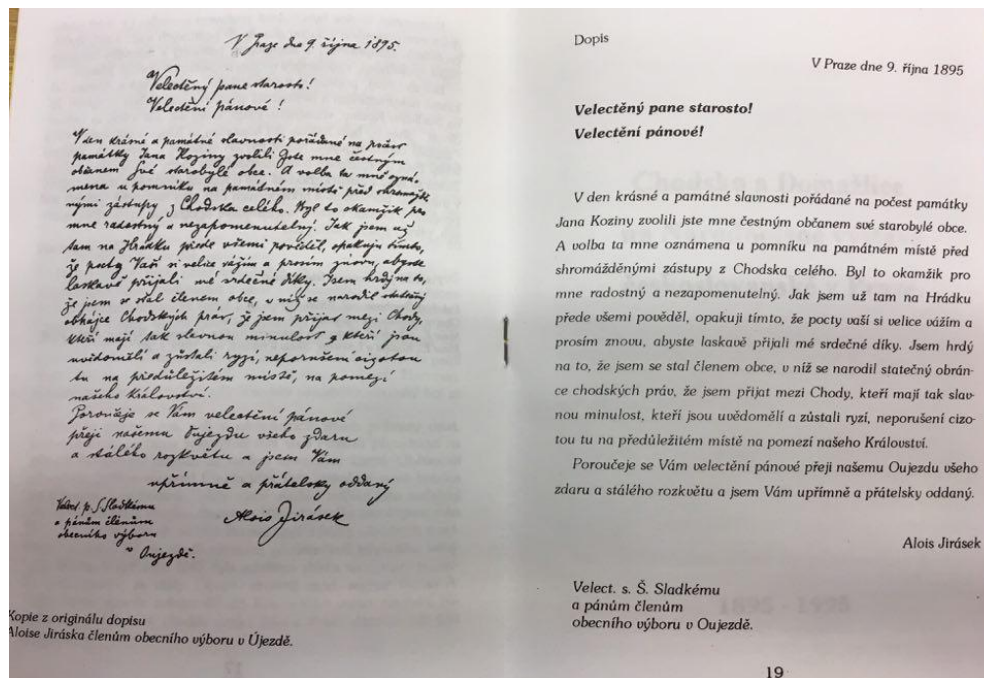 V Praze dne 9. října 1895.
Velectěný pane starosto!
Velectění pánové!
V den krásné a památné slavnosti pořádané na počest
památky Jana Koziny zvolili jste mne čestným
občanem své starobylé obce. A volba ta mně ozná-
mena u pomníku na památném místě před shromáždě-
nými zástupy z Chodska celého. Byl to okamžik pro
mne radostný a nezapomenutelný. Jak jsem už
tam na Hrádku přede všemi pověděl, opakuji tímto,
že pocty Vaší si velice vážím a prosím znovu, abyste
laskavě přijali mé srdečné díky. Jsem hrdý na to,
že jsem se stal členem obce, v níž se narodil statečný
obhájce Chodských práv, že jsem přijat mezi Chody,
kteří mají tak slavnou minulost a kteří jsou
uvědomělí a zůstali ryzí, neporušení cizotou
tu na předůležitém místě, na pomezí
našeho Království.
Poroučeje se Vám velectění pánové
přeji našemu Oujezdu všeho zdaru
a stálého rozkvětu a jsem Vám
upřímně a přátelsky oddaný
Alois Jirásek
Velect. p. Š. Sladkému
a pánům členům
obecního výboru
v Oujezdě.
Kopie z originálu dopisu
Aloise Jiráska členům obecního výboru v Újezdě.
Dopis
V Praze dne 9. října 1895
Velectěný pane starosto!
Velectění pánové!
V den krásné a památné slavnosti pořádané na počest památky
Jana Koziny zvolili jste mne čestným občanem své starobylé obce.
A volba ta mne oznámena u pomníku na památném místě před
shromážděnými zástupy z Chodska celého. Byl to okamžik pro
mne radostný a nezapomenutelný. Jak jsem už tam na Hrádku
přede všemi pověděl, opakuji tímto, že pocty vaší si velice vážím a
prosím znovu, abyste laskavě přijali mé srdečné díky. Jsem hrdý
na to, že jsem se stal členem obce, v níž se narodil statečný obrán-
ce chodských práv, že jsem přijat mezi Chody, kteří mají tak slav-
nou minulost, kteří jsou uvědomělí a zůstali ryzí, neporušení cizo-
tou tu na předůležitém místě na pomezí našeho Království.
Poroučeje se Vám velectění pánové přeji našemu Oujezdu všeho
zdaru a stálého rozkvětu a jsem Vám upřímně a přátelsky oddaný.
Alois Jirásek
Velect. s. Š. Sladkému
a pánům členům
obecního výboru v Oujezdě.
19